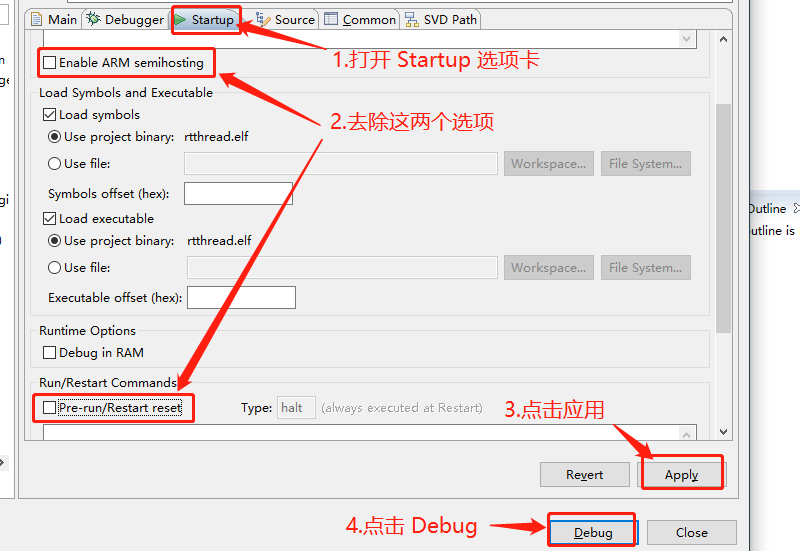 Main Debugger Startup Source Common SVD Path
1.打开 Startup 选项卡
Enable ARM semihosting
Load Symbols and Executable
Load symbols
2.去除这两个选项
Use project binary: rtthread.elf
Use file: Workspace... File System...
Symbols offset (hex):
Load executable
Use project binary: rtthread.elf
Use file: Workspace... File System...
Executable offset (hex):
Runtime Options
Debug in RAM
Run/Restart Commands
Pre-run/Restart reset Type: halt (always executed at Restart)
3.点击应用
Revert Apply
4.点击 Debug
Debug Close
Outline
outline is